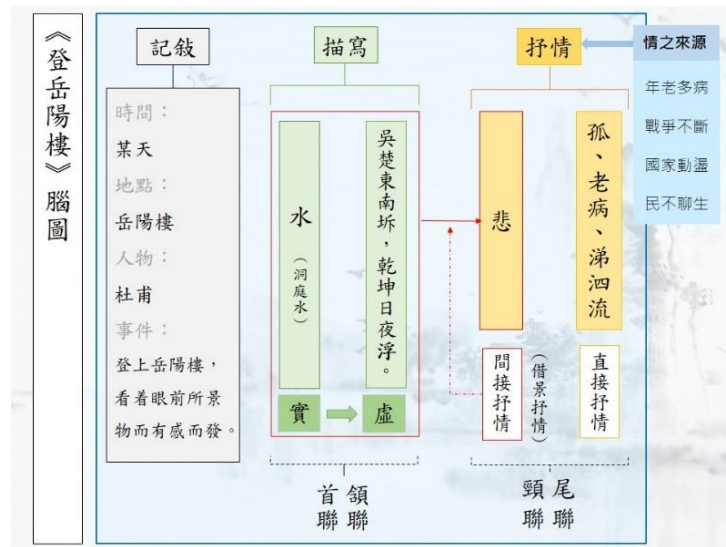 《登岳陽樓》腦圖
記敍
時間：
某天
地點：
岳陽樓
人物：
杜甫
事件：
登上岳陽樓，
看着眼前所景
物而有感而發。
描寫
水（洞庭水）
吳楚東南坼，乾坤日夜浮。
實
虛
首聯
頷聯
抒情
悲
孤、老病、涕泗流
間接抒情
（借景抒情）
直接抒情
頸聯
尾聯
情之來源
年老多病
戰爭不斷
國家動盪
民不聊生